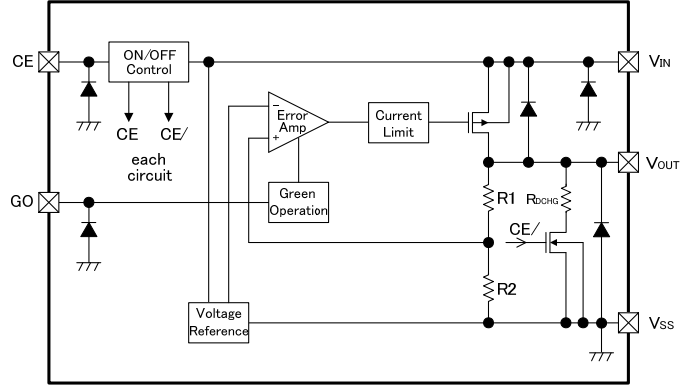 CE
ON/OFF
Control
VIN
CE
CE/
each
circuit
−
Error
Amp
+
Current
Limit
VOUT
GO
Green
Operation
R1
RDCHG
CE/
R2
Voltage
Reference
VSS